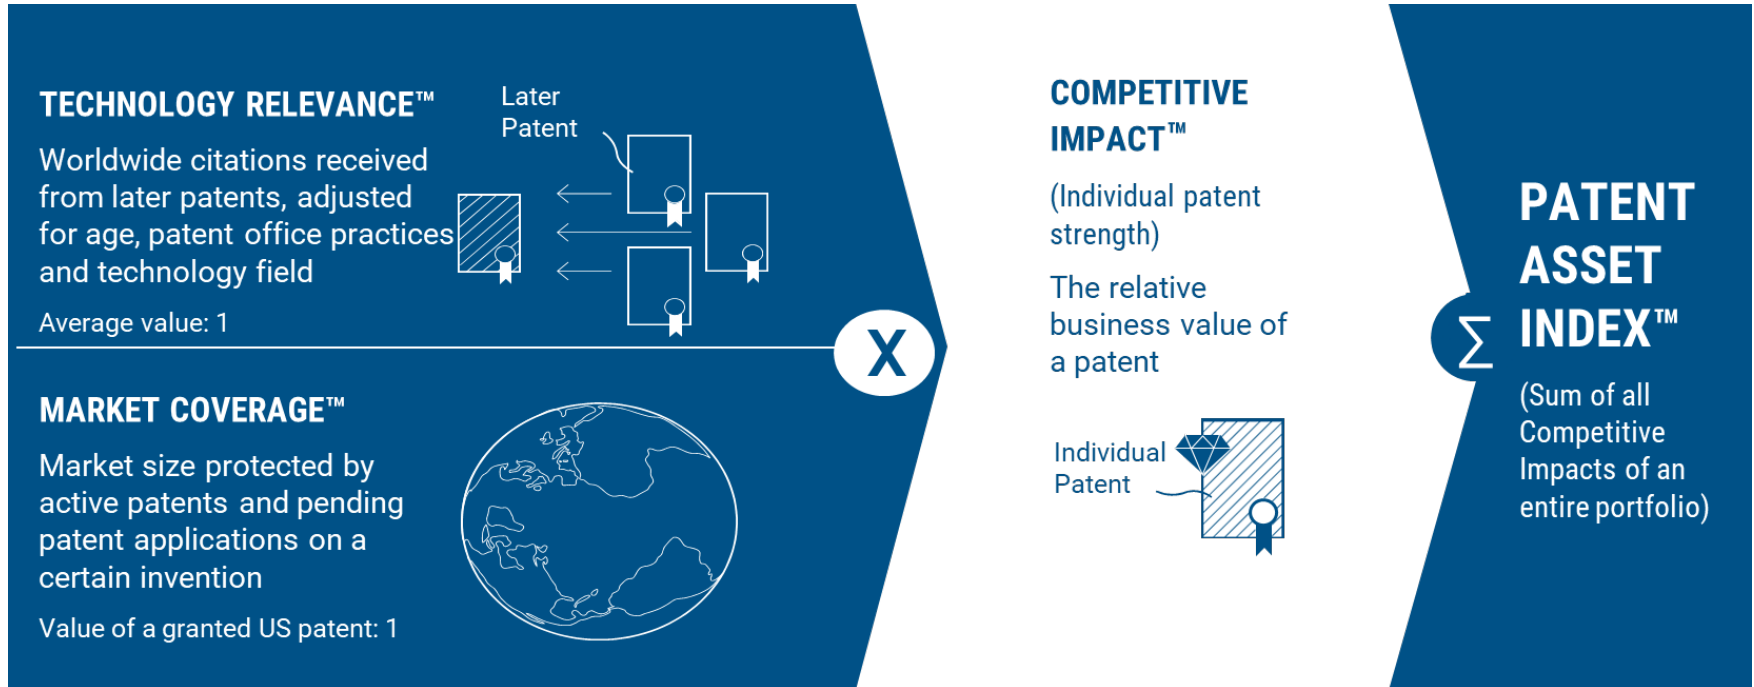 TECHNOLOGY RELEVANCE™
Worldwide citations received
from later patents, adjusted
for age, patent office practices
and technology field
Average value: 1
Later
Patent
MARKET COVERAGE™
Market size protected by
active patents and pending
patent applications on a
certain invention
Value of a granted US patent: 1
X
COMPETITIVE
IMPACT™
(Individual patent
strength)
The relative
business value of
a patent
Individual
Patent
∑
PATENT
ASSET
INDEX™
(Sum of all
Competitive
Impacts of an
entire portfolio)